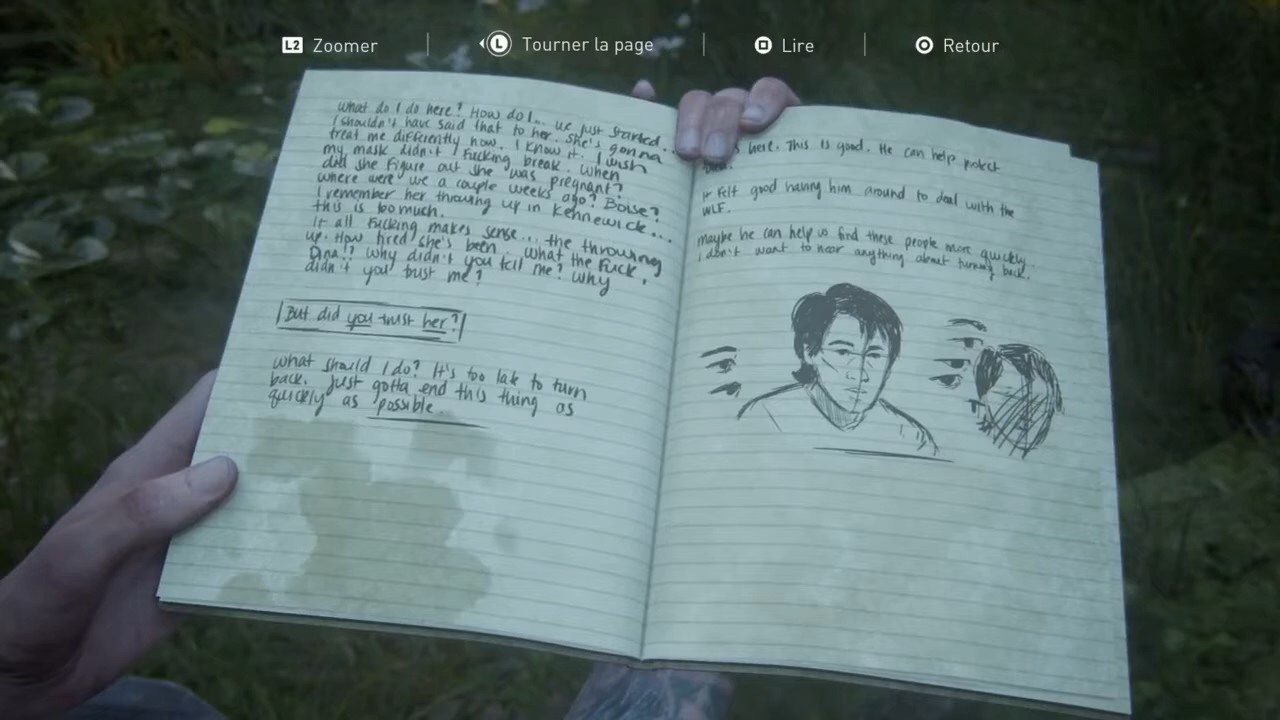 L2 Zoomer
L Tourner la page
Lire
Retour
what do I do here? How do I... we just started.
I shouldn't have said that to her. She's gonna
treat me differently now. I know it. I wish
my mask didn't fucking break. When
did she figure out she was pregnant?
where were we a couple weeks ago? Boise?
I remember her throwing up in Kennewick...
this is too much.
It all fucking makes sense... the throwing
up. How tired she's been. what the fuck,
Dina!? Why didn't you tell me? Why
didn't you trust me?
But did you trust her?
what should I do? It's too late to turn
back. Just gotta end this thing as
quickly as possible
here. This is good. He can help protect
It felt good having him around to deal with the
WLF.
maybe he can help us find these people more quickly
I don't want to hear anything about turning back.